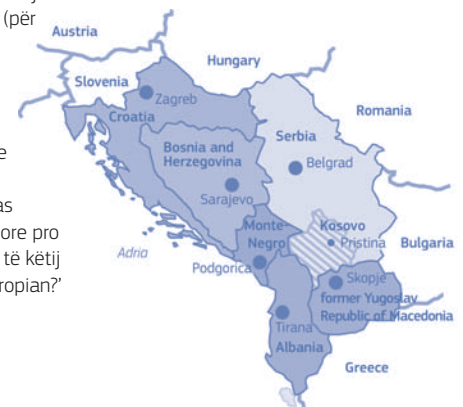 (për
e
as
ore pro
të këtij
ropian?’
Austria
Hungary
Slovenia
Zagreb
Croatia
Romania
Serbia
Bosnia and
Herzegovina
Belgrad
Sarajevo
Monte-
Negro
Kosovo
Pristina
Bulgaria
Adria
Podgorica
Skopje
former Yugoslav
Republic of Macedonia
Tirana
Albania
Greece